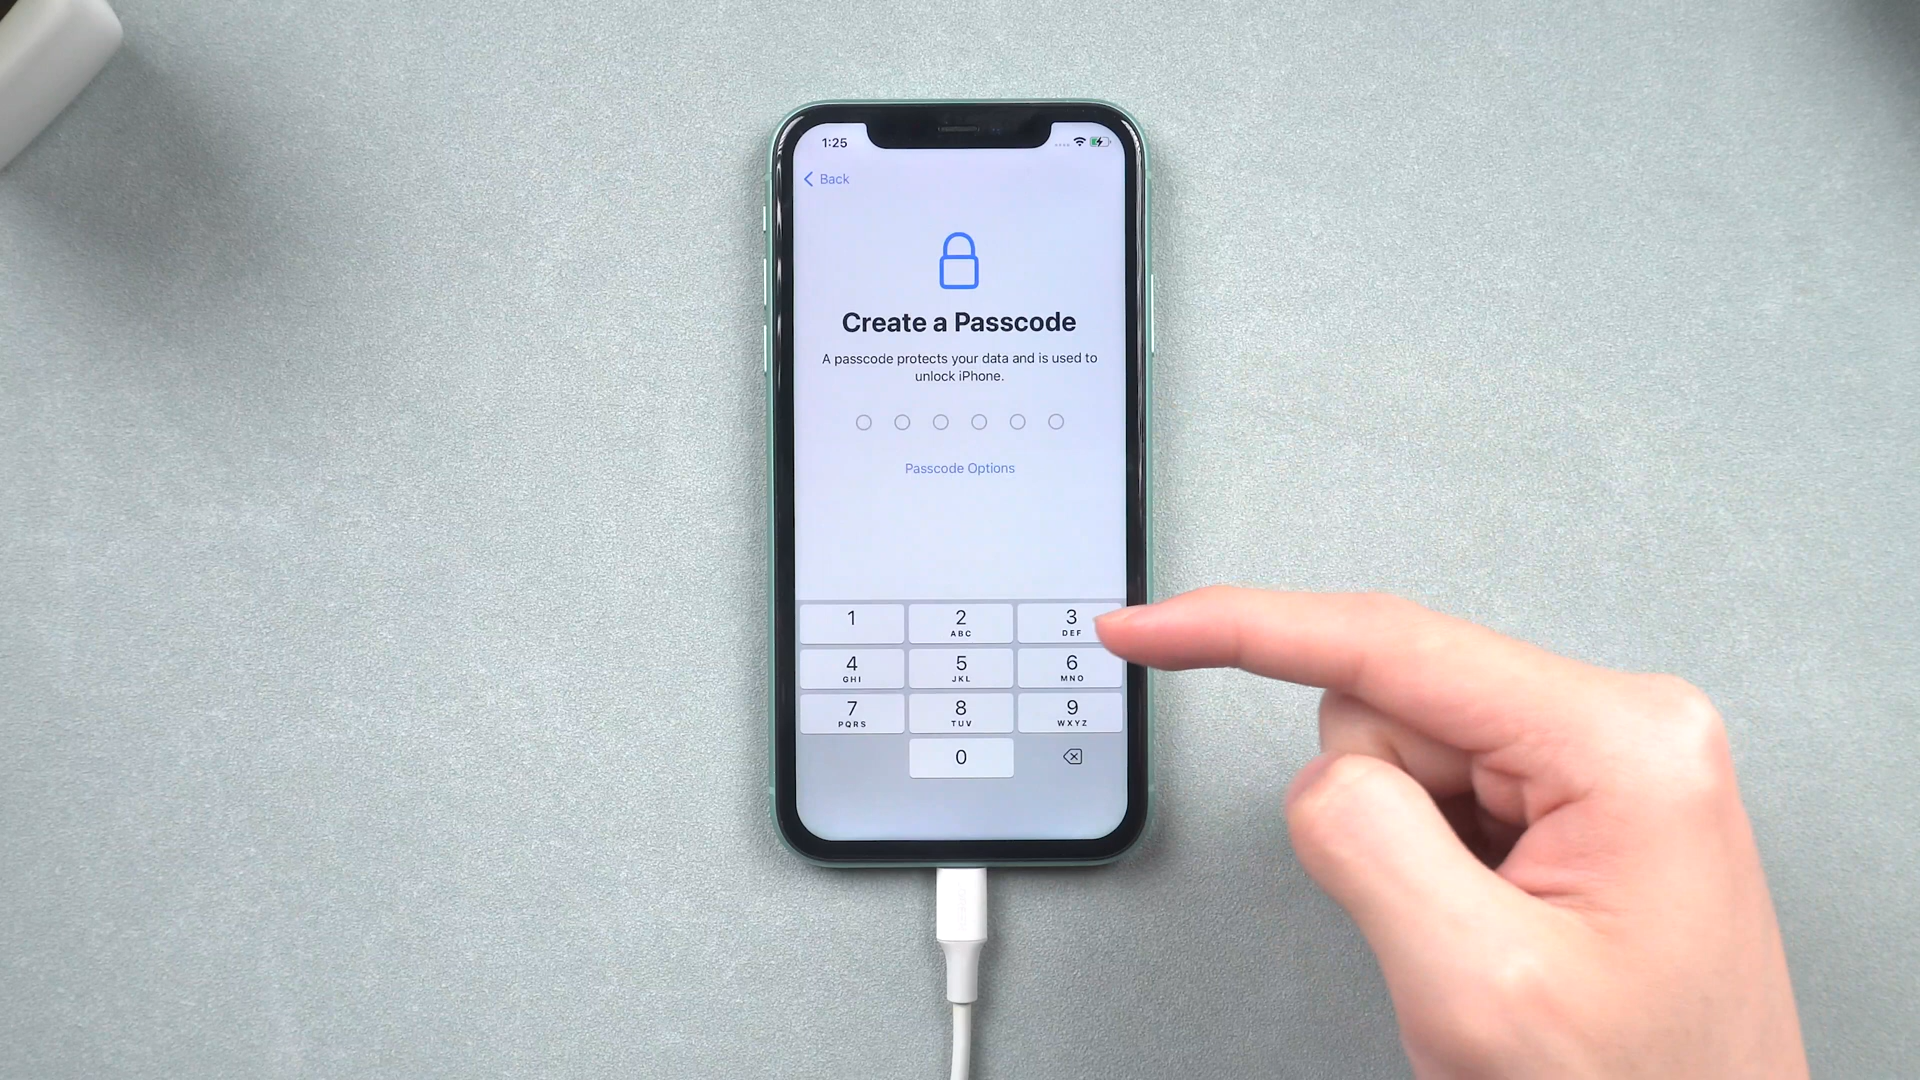 1:25
Back
Create a Passcode
A passcode protects your data and is used to
unlock iPhone.
Passcode Options
1
2
ABC
3
DEF
4
GHI
5
JKL
6
MNO
7
PQRS
8
TUV
9
WXYZ
0